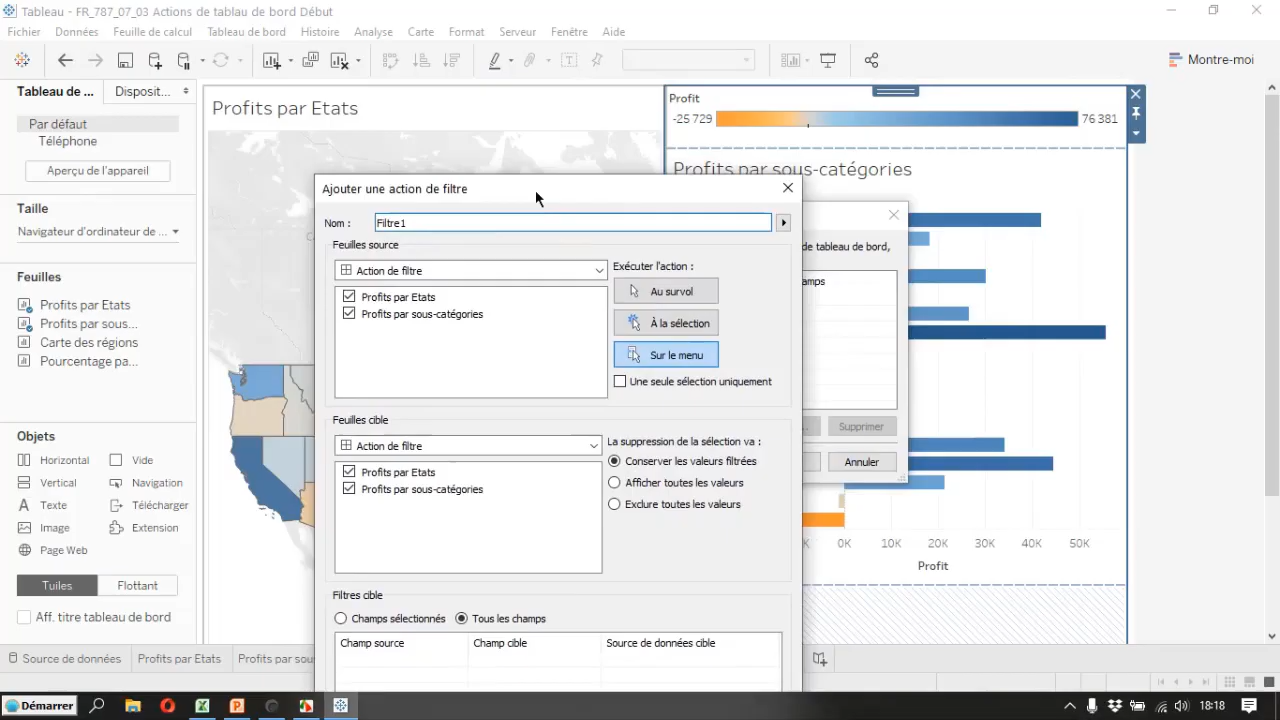 Tableau - FR_787_07_03 Actions de tablau de bord Début
Fichier Données Feuille de calcul Tableau de bord Histoire Analyse Carte Format Serveur Fenêtre Aide
Montre-moi
Tableau de ... Disposit...
Par défaut
Téléphone
Aperçu de l'appareil
Taille
Navigateur d'ordinateur de ...
Feuilles
Profits par Etats
Profits par sous...
Carte des régions
Pourcentage pa...
Objets
Horizontal Vide
Vertical Navigation
Texte Télécharger
Image Extension
Page Web
Tuiles Flottant
Aff. titre tableau de bord
Profits par Etats
Profit
-25 729 76 381
Profits par sous-catégories
Ajouter une action de filtre
Nom : Filtre1
Feuilles source
Action de filtre
Profits par Etats
Profits par sous-catégories
Exécuter l'action :
Au survol
À la sélection
Sur le menu
Une seule sélection uniquement
Feuilles cible
Action de filtre
Profits par Etats
Profits par sous-catégories
La suppression de la sélection va :
Conserver les valeurs filtrées
Afficher toutes les valeurs
Exclure toutes les valeurs
Filtres cible
Champs sélectionnés Tous les champs
Champ source Champ cible Source de données cible
de tableau de bord,
amps
... Supprimer
Annuler
K 0K 10K 20K 30K 40K 50K
Profit
Source de données Profits par Etats Profits par sou
Démarrer
18:18